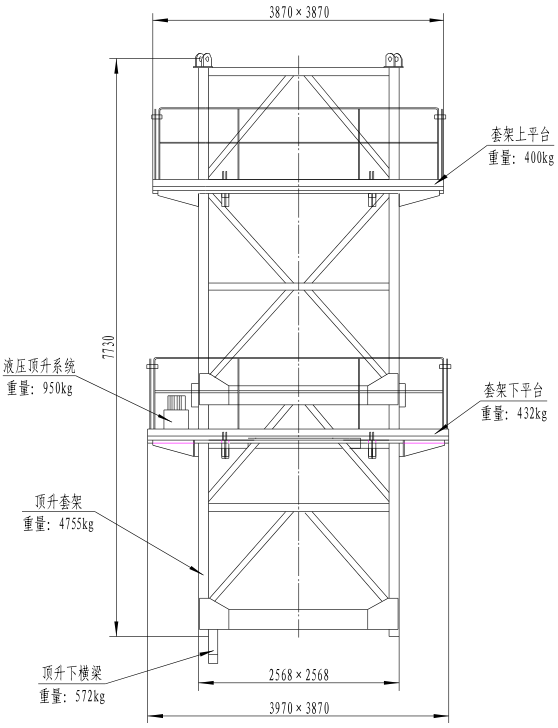 3870×3870
套架上平台
重量: 400kg
7730
液压顶升系统
重量: 950kg
套架下平台
重量: 432kg
顶升套架
重量: 4755kg
顶升下横梁
重量: 572kg
2568×2568
3970×3870